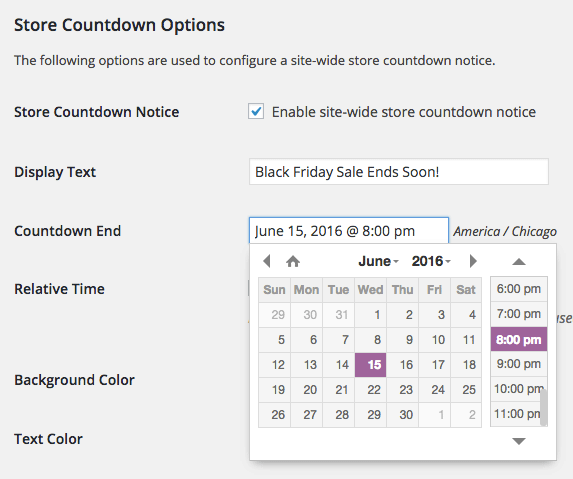 Store Countdown Options
The following options are used to configure a site-wide store countdown notice.
Store Countdown Notice
Enable site-wide store countdown notice
Display Text
Black Friday Sale Ends Soon!
Countdown End
June 15, 2016 @ 8:00 pm
America / Chicago
Relative Time
June 2016
Sun Mon Tue Wed Thu Fri Sat
29 30 31 1 2 3 4
5 6 7 8 9 10 11
12 13 14 15 16 17 18
19 20 21 22 23 24 25
26 27 28 29 30 1 2
6:00 pm
7:00 pm
8:00 pm
9:00 pm
10:00 pm
11:00 pm
Background Color
Text Color